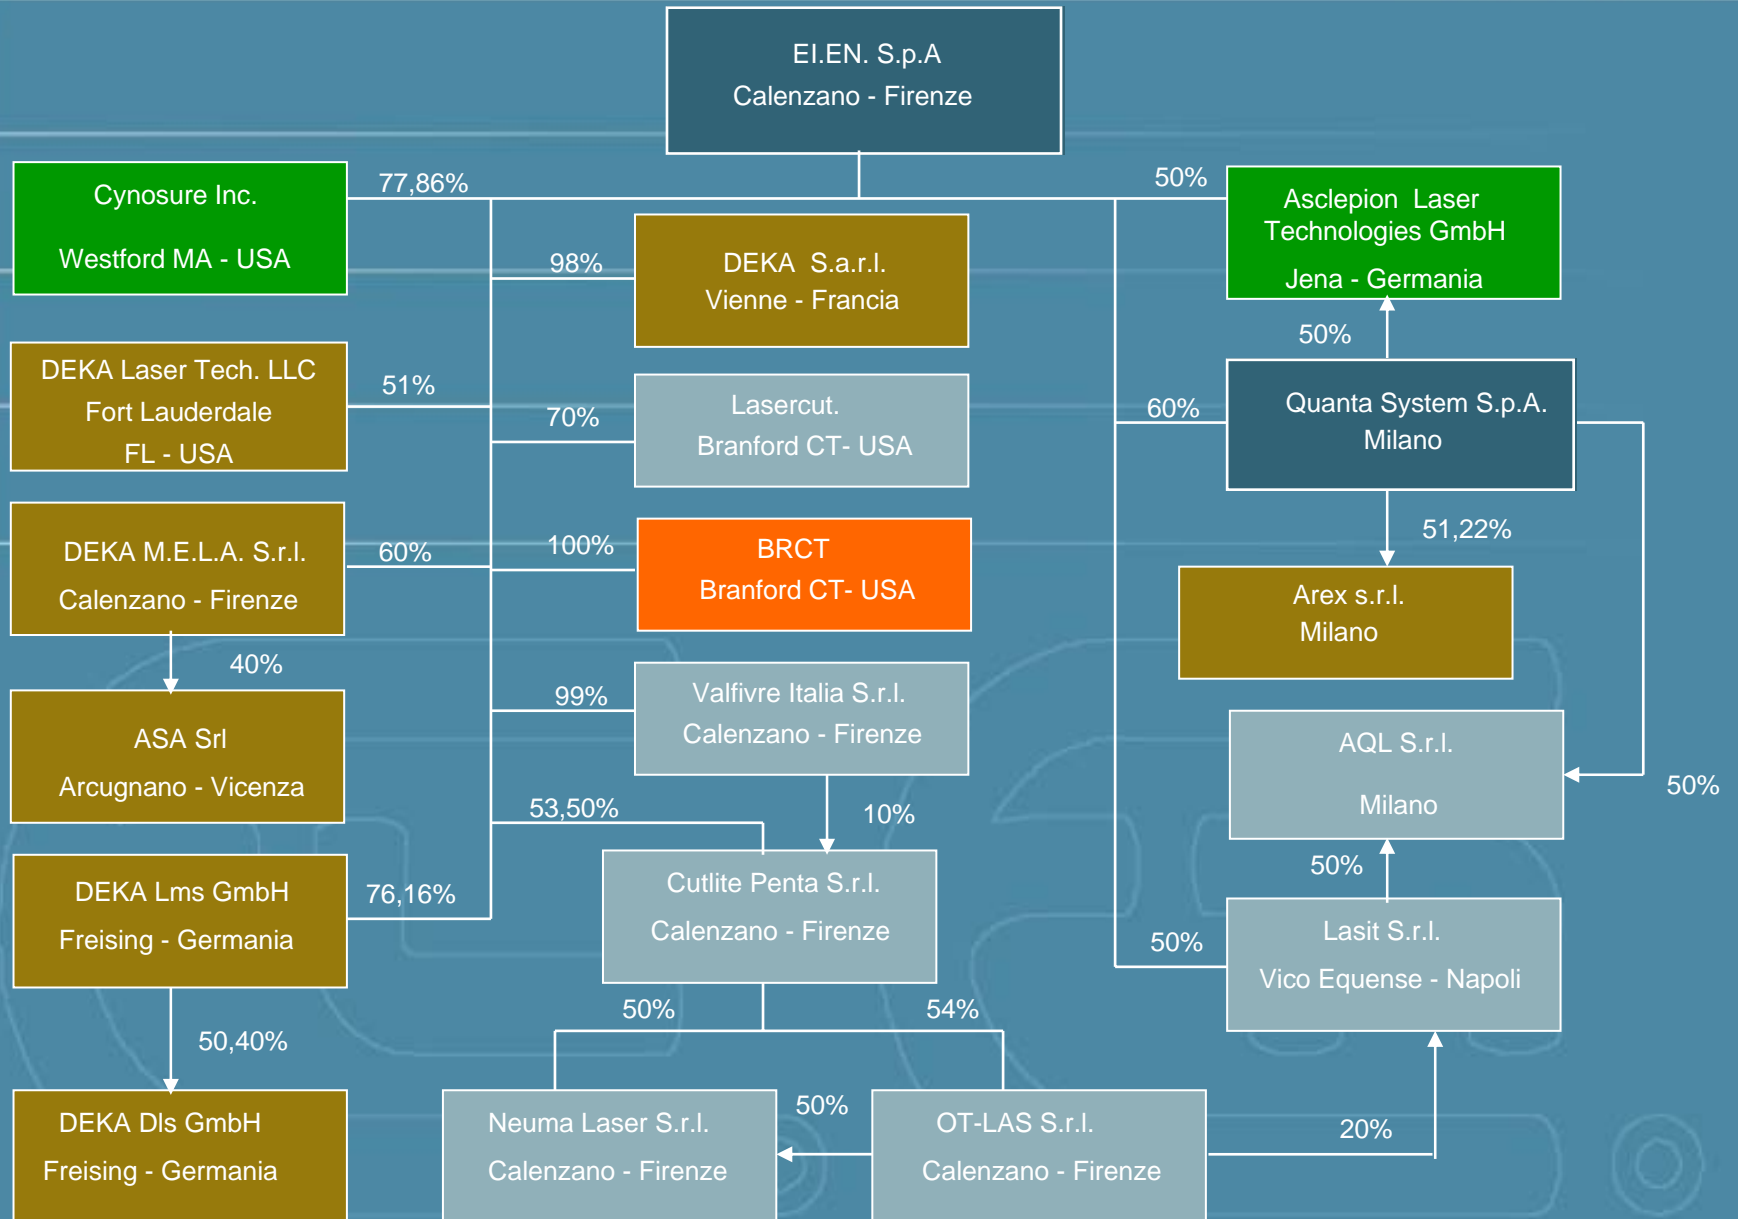 EI.EN. S.p.A
Calenzano - Firenze
77,86%
50%
Cynosure Inc.
Westford MA - USA
Asclepion Laser
Technologies GmbH
Jena - Germania
98%
DEKA S.a.r.l.
Vienne - Francia
50%
DEKA Laser Tech. LLC
Fort Lauderdale
FL - USA
51%
70%
Lasercut.
Branford CT- USA
60%
Quanta System S.p.A.
Milano
51,22%
DEKA M.E.L.A. S.r.l.
Calenzano - Firenze
60%
100%
BRCT
Branford CT- USA
Arex s.r.l.
Milano
40%
99%
Valfivre Italia S.r.l.
Calenzano - Firenze
ASA Srl
Arcugnano - Vicenza
AQL S.r.l.
Milano
50%
53,50%
10%
50%
DEKA Lms GmbH
Freising - Germania
76,16%
Cutlite Penta S.r.l.
Calenzano - Firenze
50%
Lasit S.r.l.
Vico Equense - Napoli
50%
54%
50,40%
DEKA Dls GmbH
Freising - Germania
Neuma Laser S.r.l.
Calenzano - Firenze
50%
OT-LAS S.r.l.
Calenzano - Firenze
20%